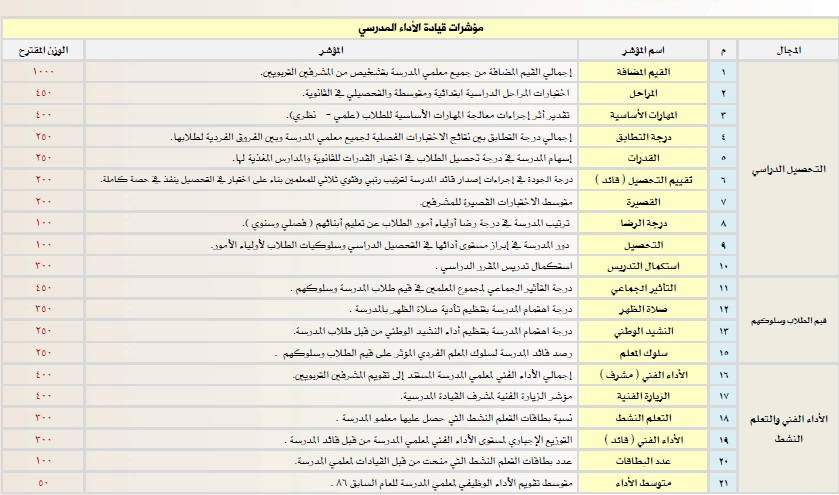 مؤشرات قيادة الأداء المدرسي
المجال م اسم المؤشر المؤشر الوزن المقترح
التحصيل الدراسي
١ القيم المضافة إجمالي القيم المضافة من جميع معلمي المدرسة بتشخيص من المشرفين التربويين. ١٠٠٠
٢ المراحل اختبارات المراحل الدراسية ابتدائية ومتوسطة والتحصيلي في الثانوية. ٤٥٠
٣ المهارات الأساسية تقدير أثر إجراءات معالجة المهارات الأساسية للطلاب (علمي - نظري). ٤٠٠
٤ درجة التطابق إجمالي درجة التطابق بين نتائج الاختبارات الفصلية لجميع معلمي المدرسة وبين الفروق الفردية لطلابها. ٢٥٠
٥ القدرات إسهام المدرسة في درجة تحصيل الطلاب في اختبار القدرات للثانوية والمدارس المغذية لها. ٢٥٠
٦ تقييم التحصيل ( قائد ) درجة الجودة في إجراءات إصدار قائد المدرسة لترتيب رتبي وفئوي ثلاثي للمعلمين بناء على اختبار في التحصيل ينفذ في حصة كاملة. ٢٠٠
٧ القصيرة متوسط الاختبارات القصيرة للمشرفين. ٢٠٠
٨ درجة الرضا ترتيب المدرسة في درجة رضا أولياء أمور الطلاب عن تعليم أبنائهم ( فصلي وسنوي ). ١٠٠
٩ التحصيل دور المدرسة في إبراز مستوى أدائها في التحصيل الدراسي وسلوكيات الطلاب لأولياء الأمور. ١٠٠
١٠ استكمال التدريس استكمال تدريس المقرر الدراسي . ٣٠٠
قيم الطلاب وسلوكهم
١١ التأثير الجماعي درجة التأثير الجماعي لمجموع المعلمين في قيم طلاب المدرسة وسلوكهم . ٤٥٠
١٢ صلاة الظهر درجة اهتمام المدرسة بتنظيم تأدية صلاة الظهر بالمدرسة . ٣٥٠
١٣ النشيد الوطني درجة اهتمام المدرسة بتنظيم أداء النشيد الوطني من قبل طلاب المدرسة. ٢٥٠
١٥ سلوك المعلم رصد قائد المدرسة لسلوك المعلم الفردي المؤثر على قيم الطلاب وسلوكهم . ٢٥٠
الأداء الفني والتعلم النشط
١٦ الأداء الفني ( مشرف ) إجمالي الأداء الفني لمعلمي المدرسة المستند إلى تقويم المشرفين التربويين. ٤٠٠
١٧ الزيارة الفنية مؤشر الزيارة الفنية لمشرف القيادة المدرسية. ٤٠٠
١٨ التعلم النشط نسبة بطاقات التعلم النشط التي حصل عليها معلمو المدرسة . ٣٠٠
١٩ الأداء الفني ( قائد ) التوزيع الإجباري لمستوى الأداء الفني لمعلمي المدرسة من قبل قائد المدرسة . ٣٠٠
٢٠ عدد البطاقات عدد بطاقات التعلم النشط التي منحت من قبل القيادات لمعلمي المدرسة. ١٠٠
٢١ متوسط الأداء متوسط تقويم الأداء الوظيفي لمعلمي المدرسة للعام السابق ٨٦ . ٥٠